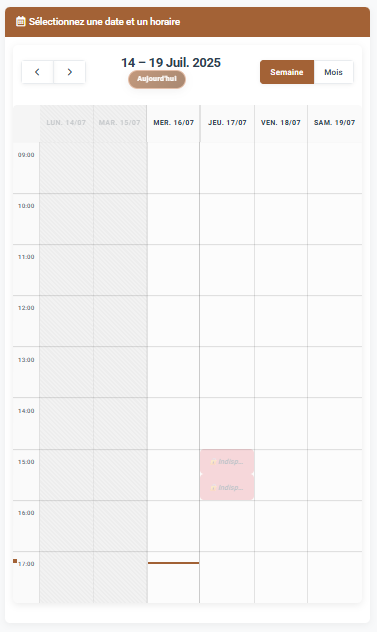 Sélectionnez une date et un horaire
14 – 19 Juil. 2025
Aujourd'hui
Semaine
Mois
LUN. 14/07 MAR. 15/07 MER. 16/07 JEU. 17/07 VEN. 18/07 SAM. 19/07
09:00
10:00
11:00
12:00
13:00
14:00
15:00
Indisp...
Indisp...
16:00
17:00